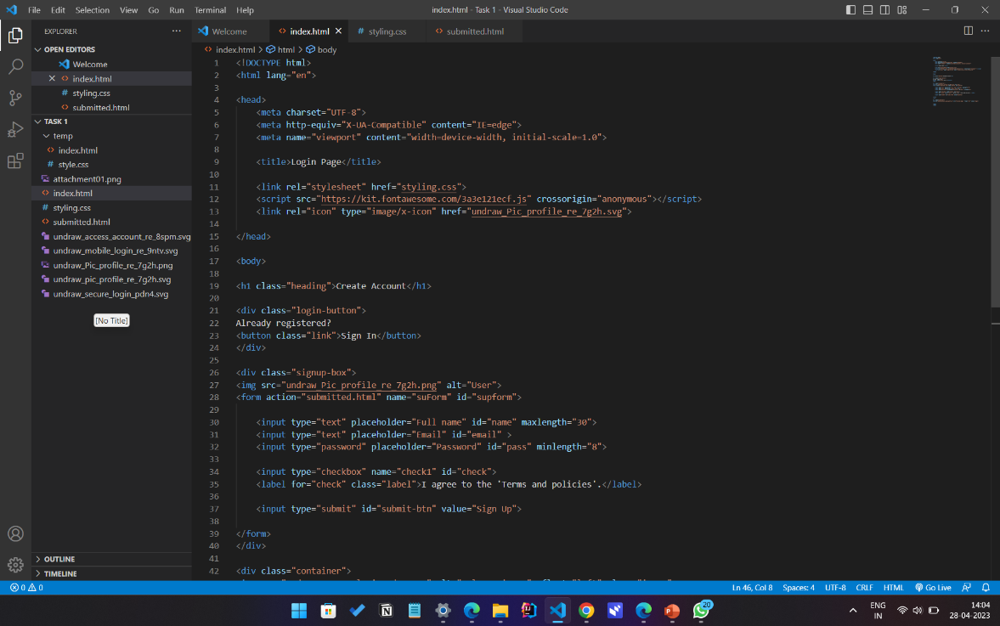 File Edit Selection View Go Run Terminal Help
index.html - Task 1 - Visual Studio Code
EXPLORER
OPEN EDITORS
Welcome
index.html
styling.css
submitted.html
TASK 1
temp
index.html
style.css
attachment01.png
index.html
styling.css
submitted.html
undraw_access_account_re_8spm.svg
undraw_mobile_login_re_9ntv.svg
undraw_Pic_profile_re_7g2h.png
undraw_pic_profile_re_7g2h.svg
undraw_secure_login_pdn4.svg
[No Title]
OUTLINE
TIMELINE
Welcome index.html # styling.css submitted.html
index.html > html > body
1 <!DOCTYPE html>
2 <html lang="en">
3
4 <head>
5 <meta charset="UTF-8">
6 <meta http-equiv="X-UA-Compatible" content="IE=edge">
7 <meta name="viewport" content="width=device-width, initial-scale=1.0">
8
9 <title>Login Page</title>
10
11 <link rel="stylesheet" href="styling.css">
12 <script src="https://kit.fontawesome.com/3a3e121ecf.js" crossorigin="anonymous"></script>
13 <link rel="icon" type="image/x-icon" href="undraw_Pic_profile_re_7g2h.svg">
14
15 </head>
16
17 <body>
18
19 <h1 class="heading">Create Account</h1>
20
21 <div class="login-button">
22 Already registered?
23 <button class="link">Sign In</button>
24 </div>
25
26 <div class="signup-box">
27 <img src="undraw_Pic_profile_re_7g2h.png" alt="User">
28 <form action="submitted.html" name="suForm" id="supform">
29
30 <input type="text" placeholder="Full name" id="name" maxlength="30">
31 <input type="text" placeholder="Email" id="email" >
32 <input type="password" placeholder="Password" id="pass" minlength="8">
33
34 <input type="checkbox" name="check1" id="check">
35 <label for="check" class="label">I agree to the 'Terms and policies'.</label>
36
37 <input type="submit" id="submit-btn" value="Sign Up">
38
39 </form>
40 </div>
41
42 <div class="container">
0 0
Ln 46, Col 8 Spaces: 4 UTF-8 CRLF HTML Go Live
20
ENG
IN
14:04
28-04-2023